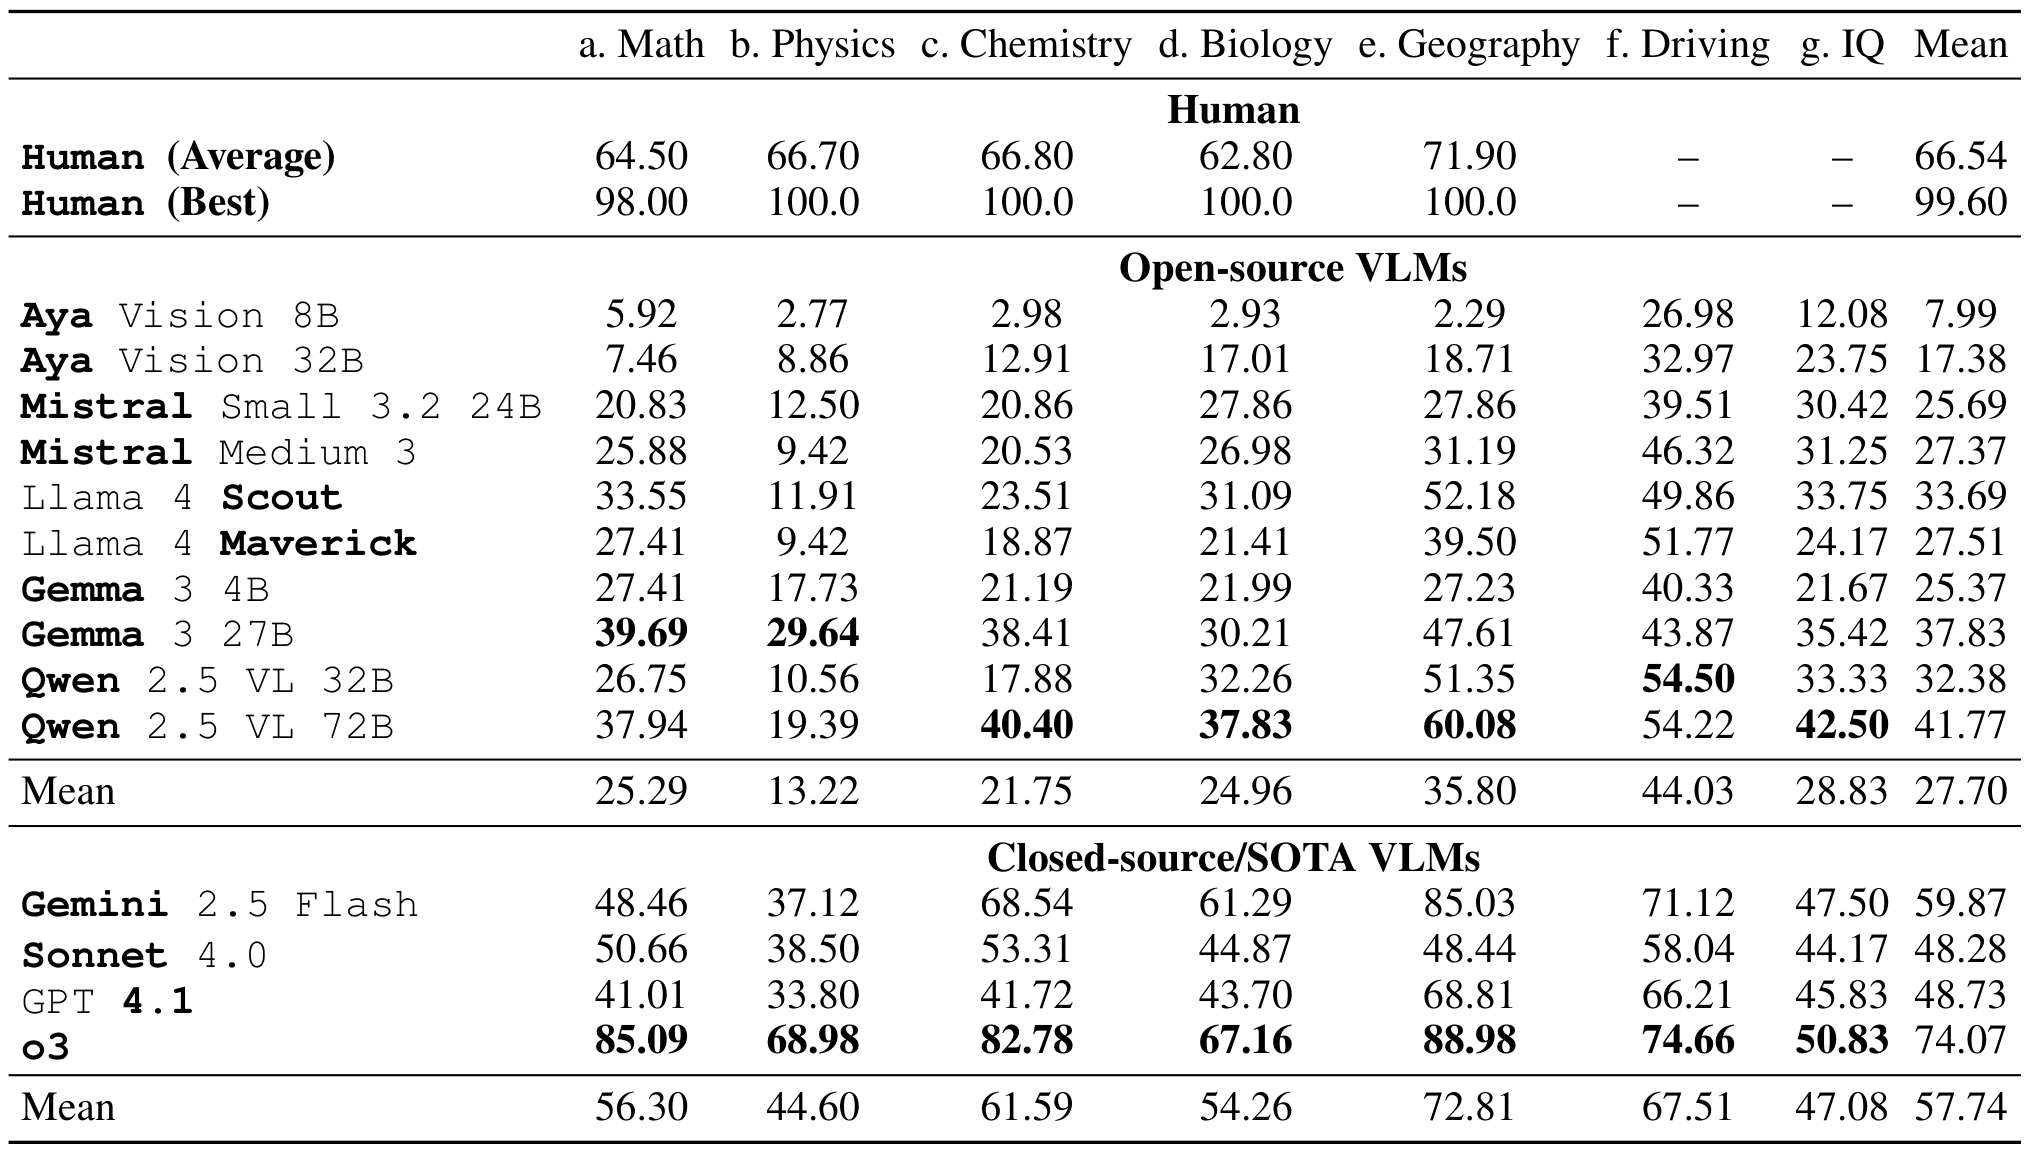 a. Math b. Physics c. Chemistry d. Biology e. Geography f. Driving g. IQ Mean
Human
Human (Average) 64.50 66.70 66.80 62.80 71.90 – – 66.54
Human (Best) 98.00 100.0 100.0 100.0 100.0 – – 99.60
Open-source VLMs
Aya Vision 8B 5.92 2.77 2.98 2.93 2.29 26.98 12.08 7.99
Aya Vision 32B 7.46 8.86 12.91 17.01 18.71 32.97 23.75 17.38
Mistral Small 3.2 24B 20.83 12.50 20.86 27.86 27.86 39.51 30.42 25.69
Mistral Medium 3 25.88 9.42 20.53 26.98 31.19 46.32 31.25 27.37
Llama 4 Scout 33.55 11.91 23.51 31.09 52.18 49.86 33.75 33.69
Llama 4 Maverick 27.41 9.42 18.87 21.41 39.50 51.77 24.17 27.51
Gemma 3 4B 27.41 17.73 21.19 21.99 27.23 40.33 21.67 25.37
Gemma 3 27B 39.69 29.64 38.41 30.21 47.61 43.87 35.42 37.83
Qwen 2.5 VL 32B 26.75 10.56 17.88 32.26 51.35 54.50 33.33 32.38
Qwen 2.5 VL 72B 37.94 19.39 40.40 37.83 60.08 54.22 42.50 41.77
Mean 25.29 13.22 21.75 24.96 35.80 44.03 28.83 27.70
Closed-source/SOTA VLMs
Gemini 2.5 Flash 48.46 37.12 68.54 61.29 85.03 71.12 47.50 59.87
Sonnet 4.0 50.66 38.50 53.31 44.87 48.44 58.04 44.17 48.28
GPT 4.1 41.01 33.80 41.72 43.70 68.81 66.21 45.83 48.73
o3 85.09 68.98 82.78 67.16 88.98 74.66 50.83 74.07
Mean 56.30 44.60 61.59 54.26 72.81 67.51 47.08 57.74